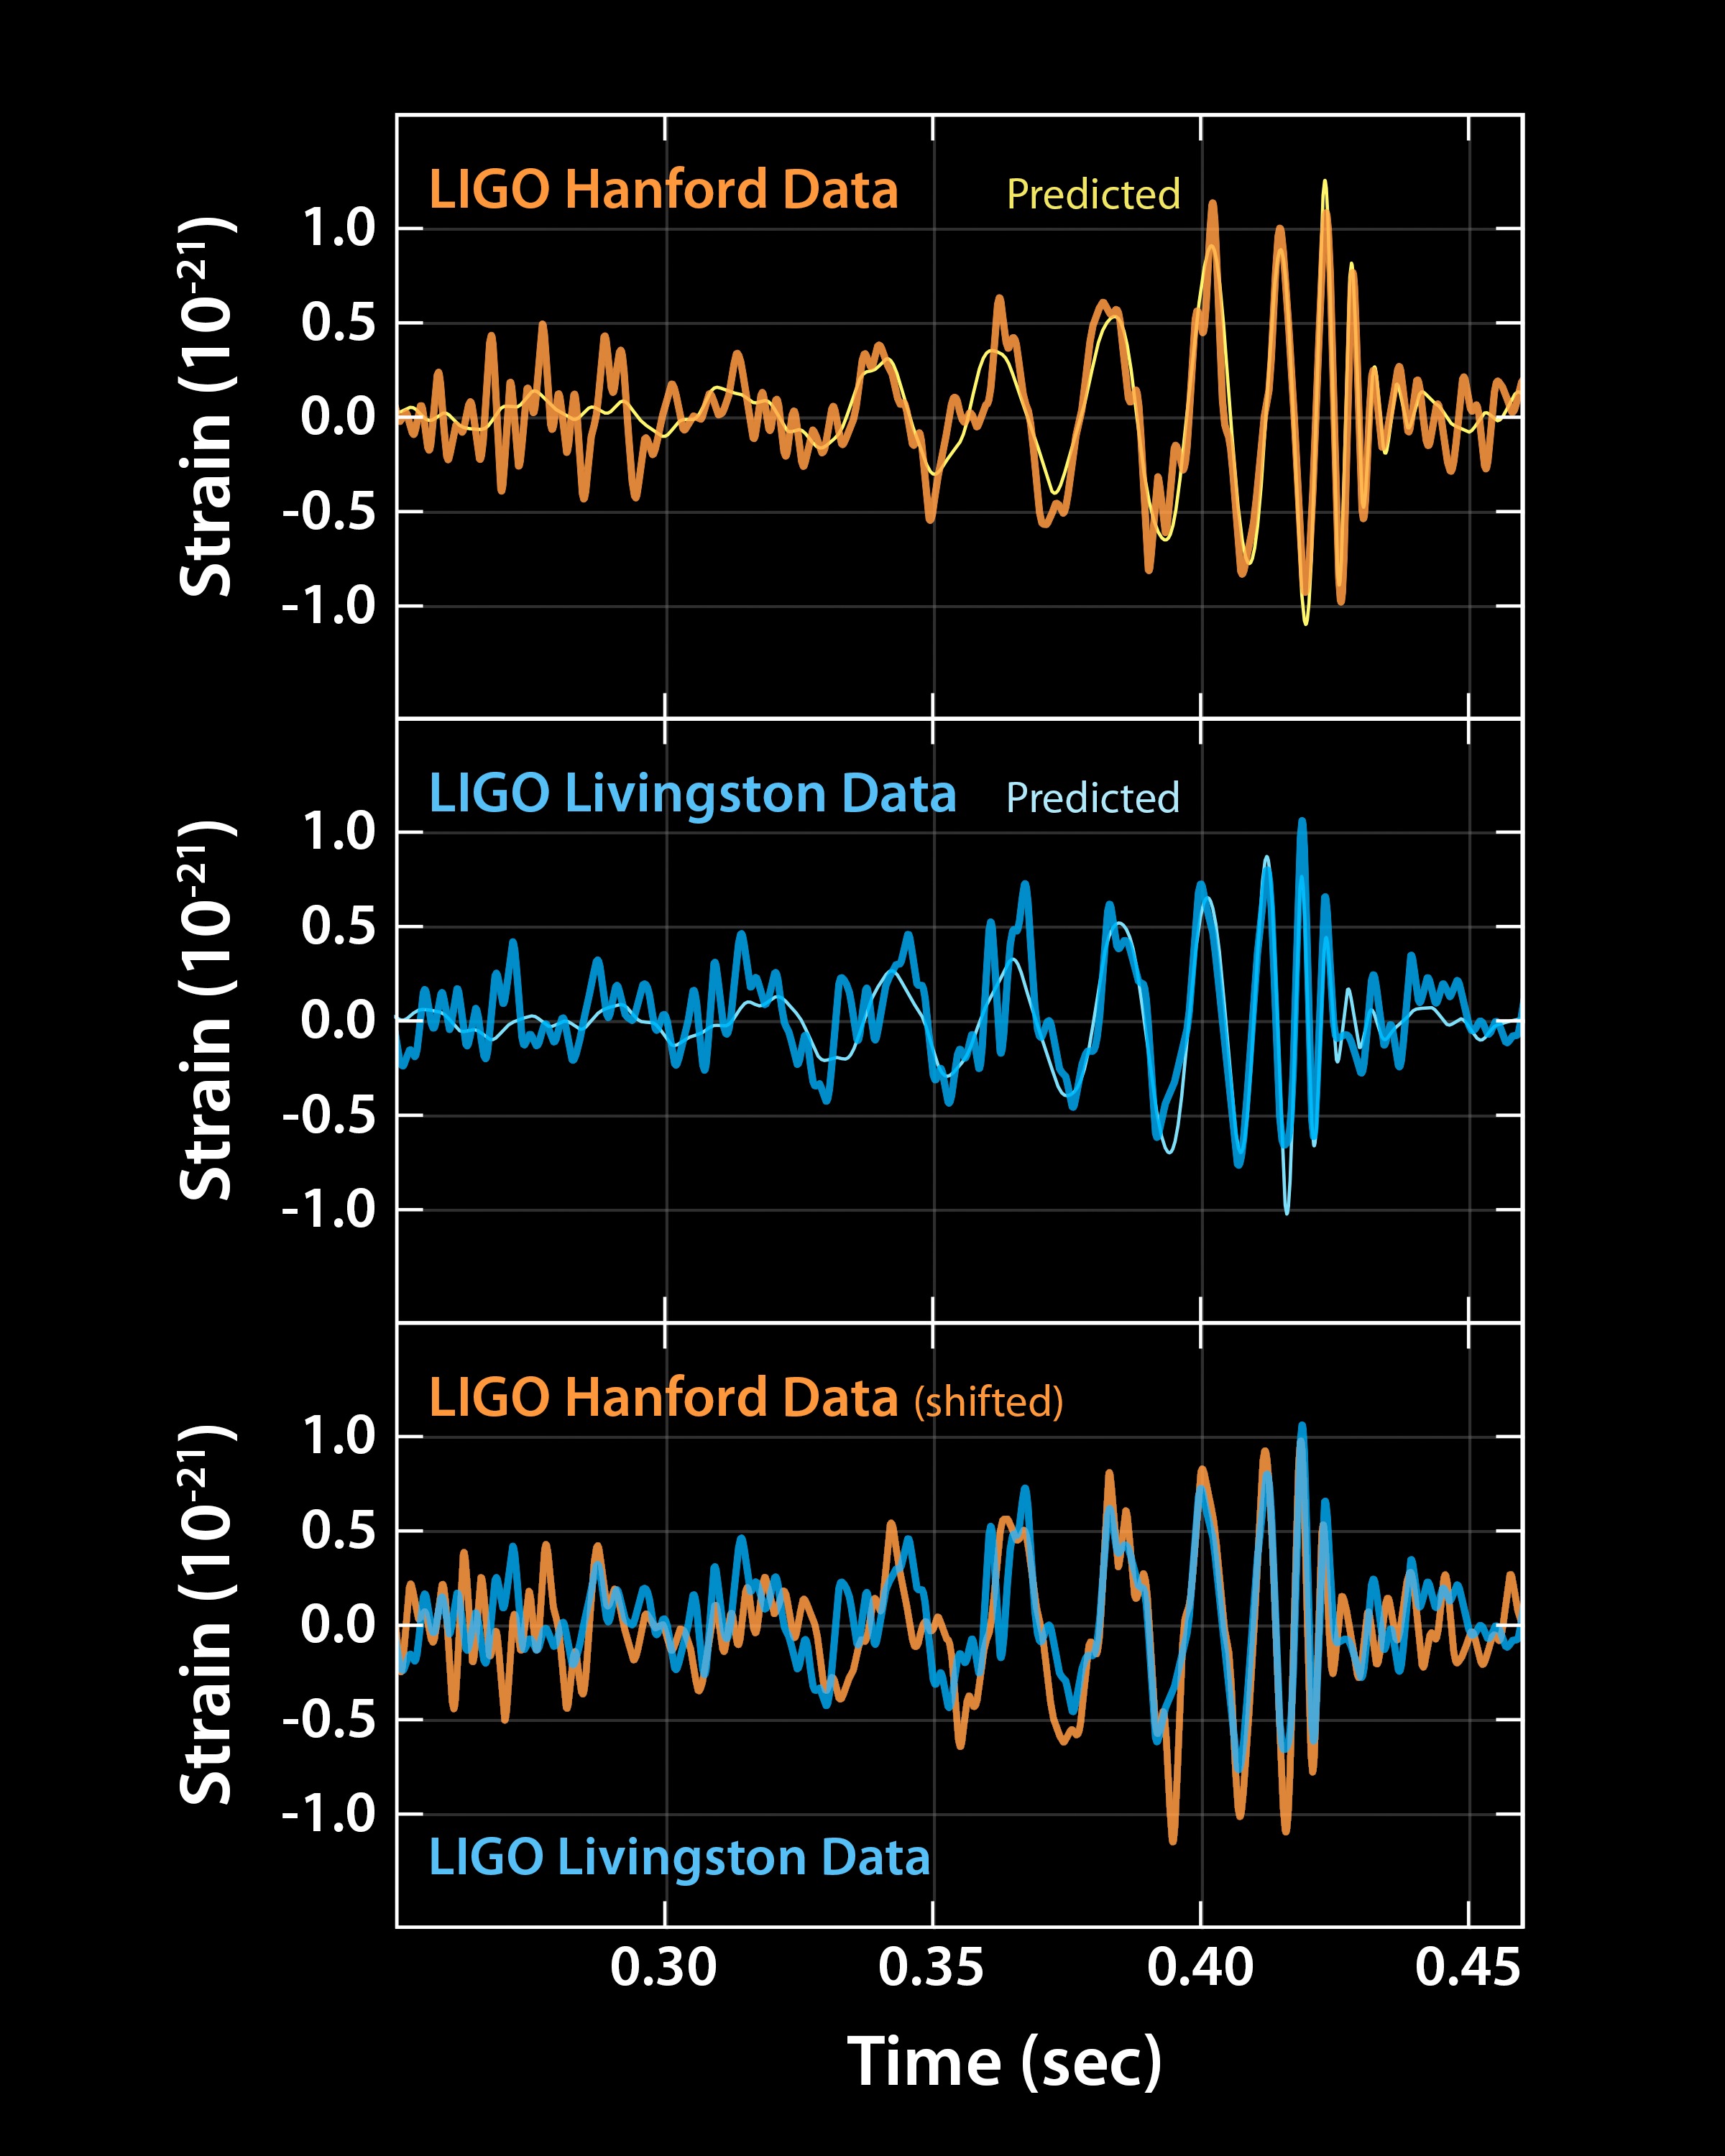 LIGO Hanford Data
Predicted
Strain (10⁻²¹)
1.0
0.5
0.0
-0.5
-1.0
LIGO Livingston Data
Predicted
Strain (10⁻²¹)
1.0
0.5
0.0
-0.5
-1.0
LIGO Hanford Data (shifted)
Strain (10⁻²¹)
1.0
0.5
0.0
-0.5
-1.0
LIGO Livingston Data
0.30 0.35 0.40 0.45
Time (sec)